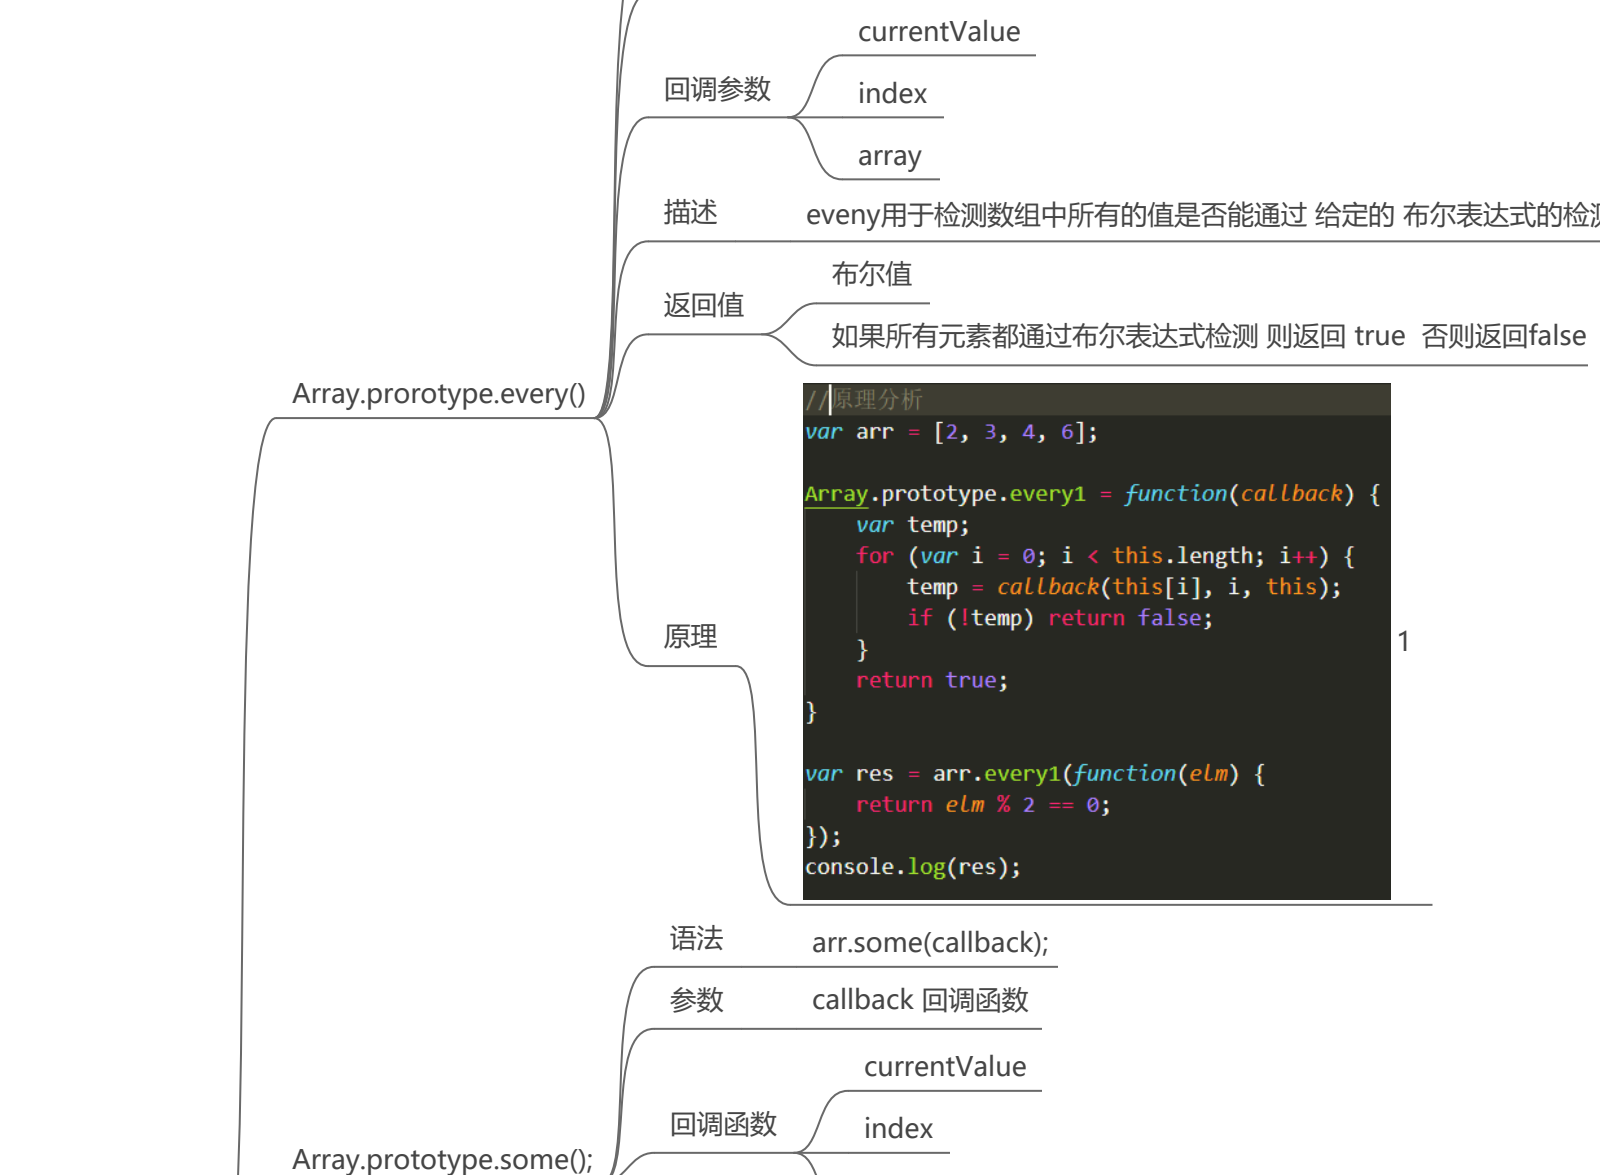 currentValue
回调参数
index
array
描述
eveny用于检测数组中所有的值是否能通过 给定的 布尔表达式的检
返回值
布尔值
如果所有元素都通过布尔表达式检测 则返回 true  否则返回false
Array.prorotype.every()
原理
//原理分析
var arr = [2, 3, 4, 6];
Array.prototype.every1 = function(callback) {
    var temp;
    for (var i = 0; i < this.length; i++) {
        temp = callback(this[i], i, this);
        if (!temp) return false;
    }
    return true;
}
var res = arr.every1(function(elm) {
    return elm % 2 == 0;
});
console.log(res);
1
语法
arr.some(callback);
参数
callback 回调函数
currentValue
回调函数
index
Array.prototype.some();